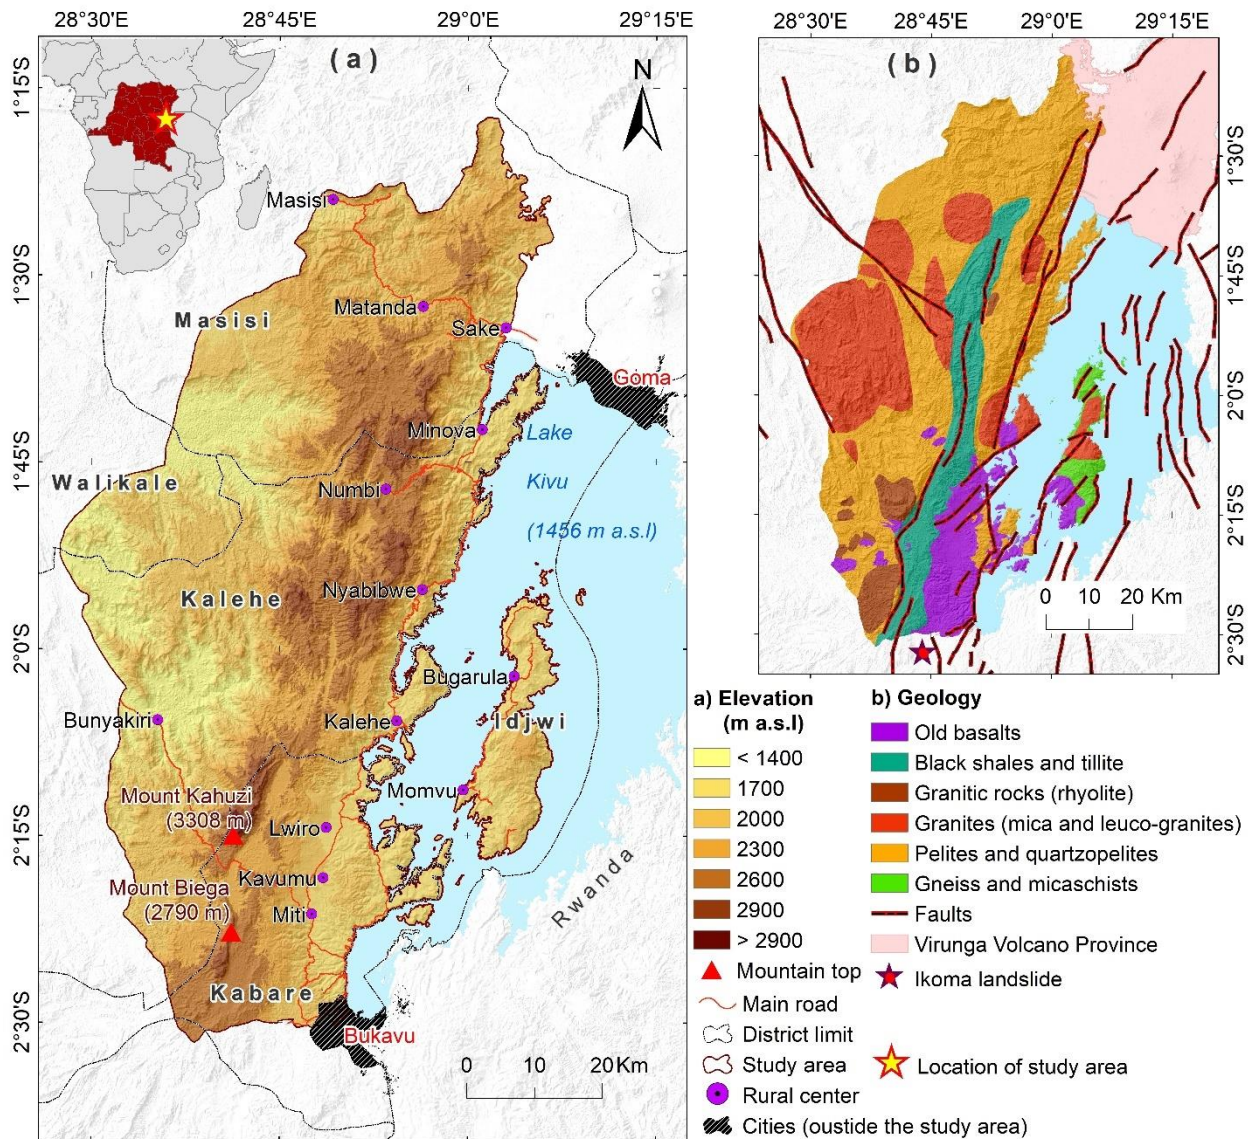 28°30'E 28°45'E 29°0'E 29°15'E
( a )
N
1°15'S
1°30'S
1°45'S
2°0'S
2°15'S
2°30'S
Masisi
Matanda
Sake
Masisi
Goma
Minova
Lake
Kivu
(1456 m a.s.l)
Walikale
Numbi
Nyabibwe
Kalehe
Bugarula
Bunyakiri
Kalehe
Idjwi
Momvu
Mount Kahuzi
(3308 m)
Lwiro
Kavumu
Mount Biega
(2790 m)
Miti
Rwanda
Kabare
Bukavu
0 10 20Km
28°30'E 28°45'E 29°0'E 29°15'E
( b )
1°30'S
1°45'S
2°0'S
2°15'S
2°30'S
0 20 Km
a) Elevation
(m a.s.l)
< 1400
1700
2000
2300
2600
2900
> 2900
Mountain top
Main road
District limit
Study area
Rural center
Cities (oustide the study area)
b) Geology
Old basalts
Black shales and tillite
Granitic rocks (rhyolite)
Granites (mica and leuco-granites)
Pelites and quartzopelites
Gneiss and micaschists
Faults
Virunga Volcano Province
Ikoma landslide
Location of study area